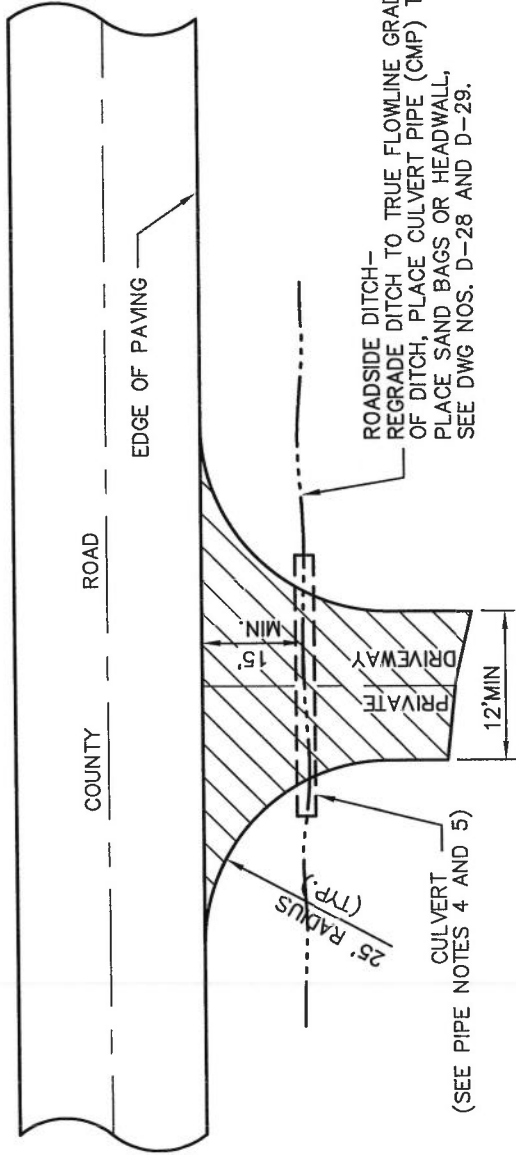 COUNTY ROAD
EDGE OF PAVING
15'
MIN.
PRIVATE
DRIVEWAY
12'MIN
25' RADIUS
(TYP.)
CULVERT
(SEE PIPE NOTES 4 AND 5)
ROADSIDE DITCH–
REGRADE DITCH TO TRUE FLOWLINE
OF DITCH, PLACE CULVERT PIPE (CMP)
PLACE SAND BAGS OR HEADWALL,
SEE DWG NOS. D-28 AND D-29.